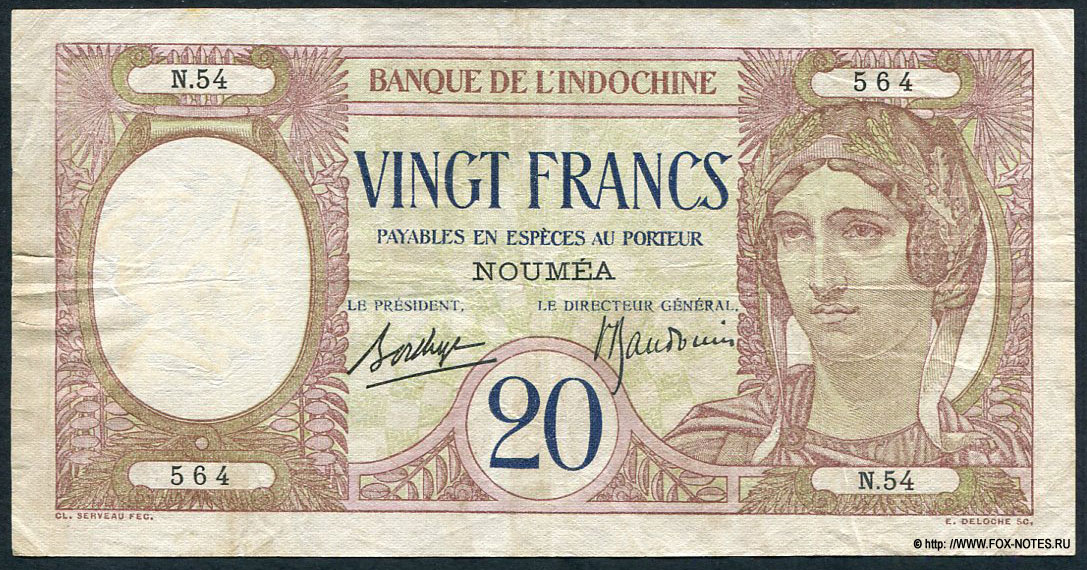 N.54
BANQUE DE L'INDOCHINE
564
VINGT FRANCS
PAYABLES EN ESPÈCES AU PORTEUR
NOUMÉA
LE PRÉSIDENT,
LE DIRECTEUR GÉNÉRAL,
20
564
N.54
CL. SERVEAU FEC.
E. DELOCHE SC.
© http: //WWW.FOX-NOTES.RU